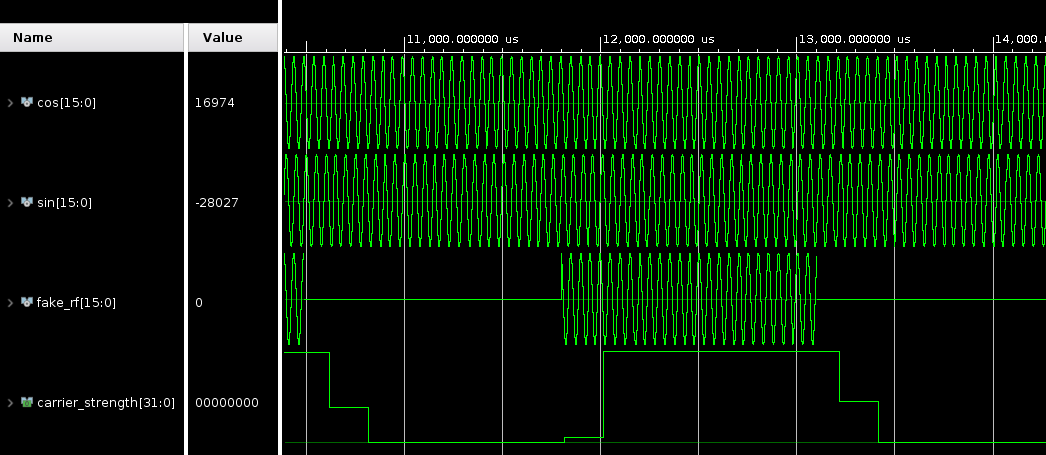 Name Value
11,000.000000 us 12,000.000000 us 13,000.000000 us 14,000.
cos[15:0] 16974
sin[15:0] -28027
fake_rf[15:0] 0
carrier_strength[31:0] 00000000